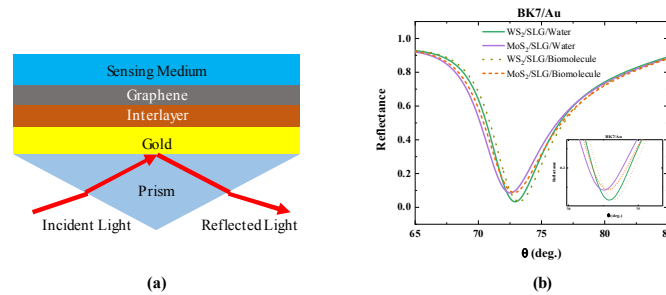 Sensing Medium
Graphene
Interlayer
Gold
Prism
Incident Light
Reflected Light
(a)
BK7/Au
WS₂/SLG/Water
MoS₂/SLG/Water
WS₂/SLG/Biomolecule
MoS₂/SLG/Biomolecule
1.0
0.8
0.6
0.4
0.2
0.0
Reflectance
65
70
75
80
85
θ (deg.)
BK7/Au
θ(deg.)
(b)